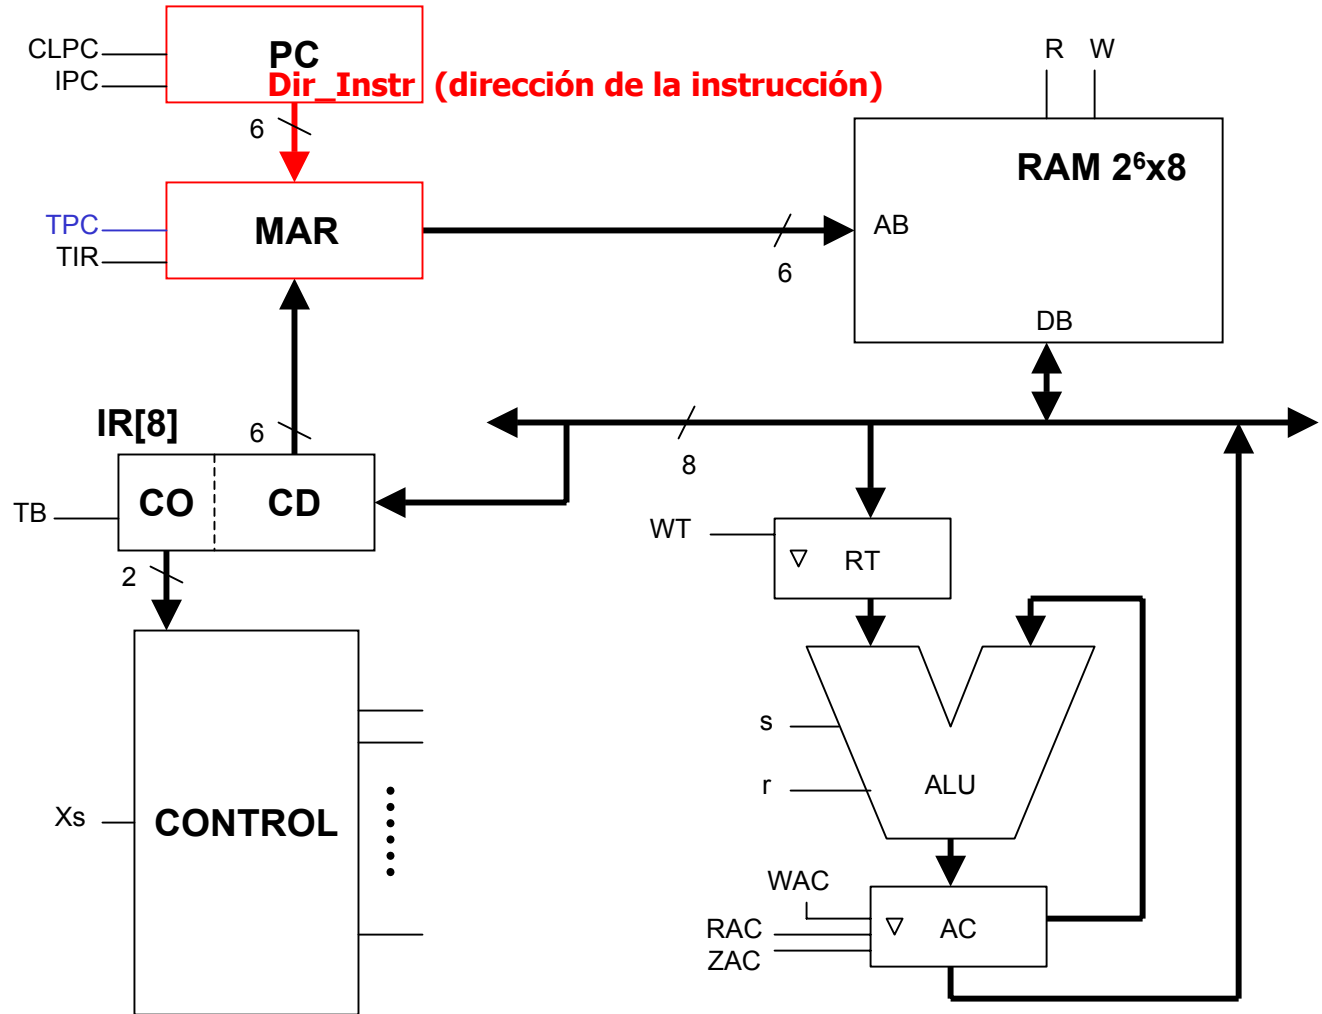 CLPC
IPC
PC
Dir_Instr (dirección de la instrucción)
6
R W
RAM 2⁶x8
TPC
TIR
MAR
6
AB
DB
IR[8]
6
8
TB
CO
CD
2
WT
RT
s
r
ALU
Xs
CONTROL
WAC
RAC
ZAC
AC